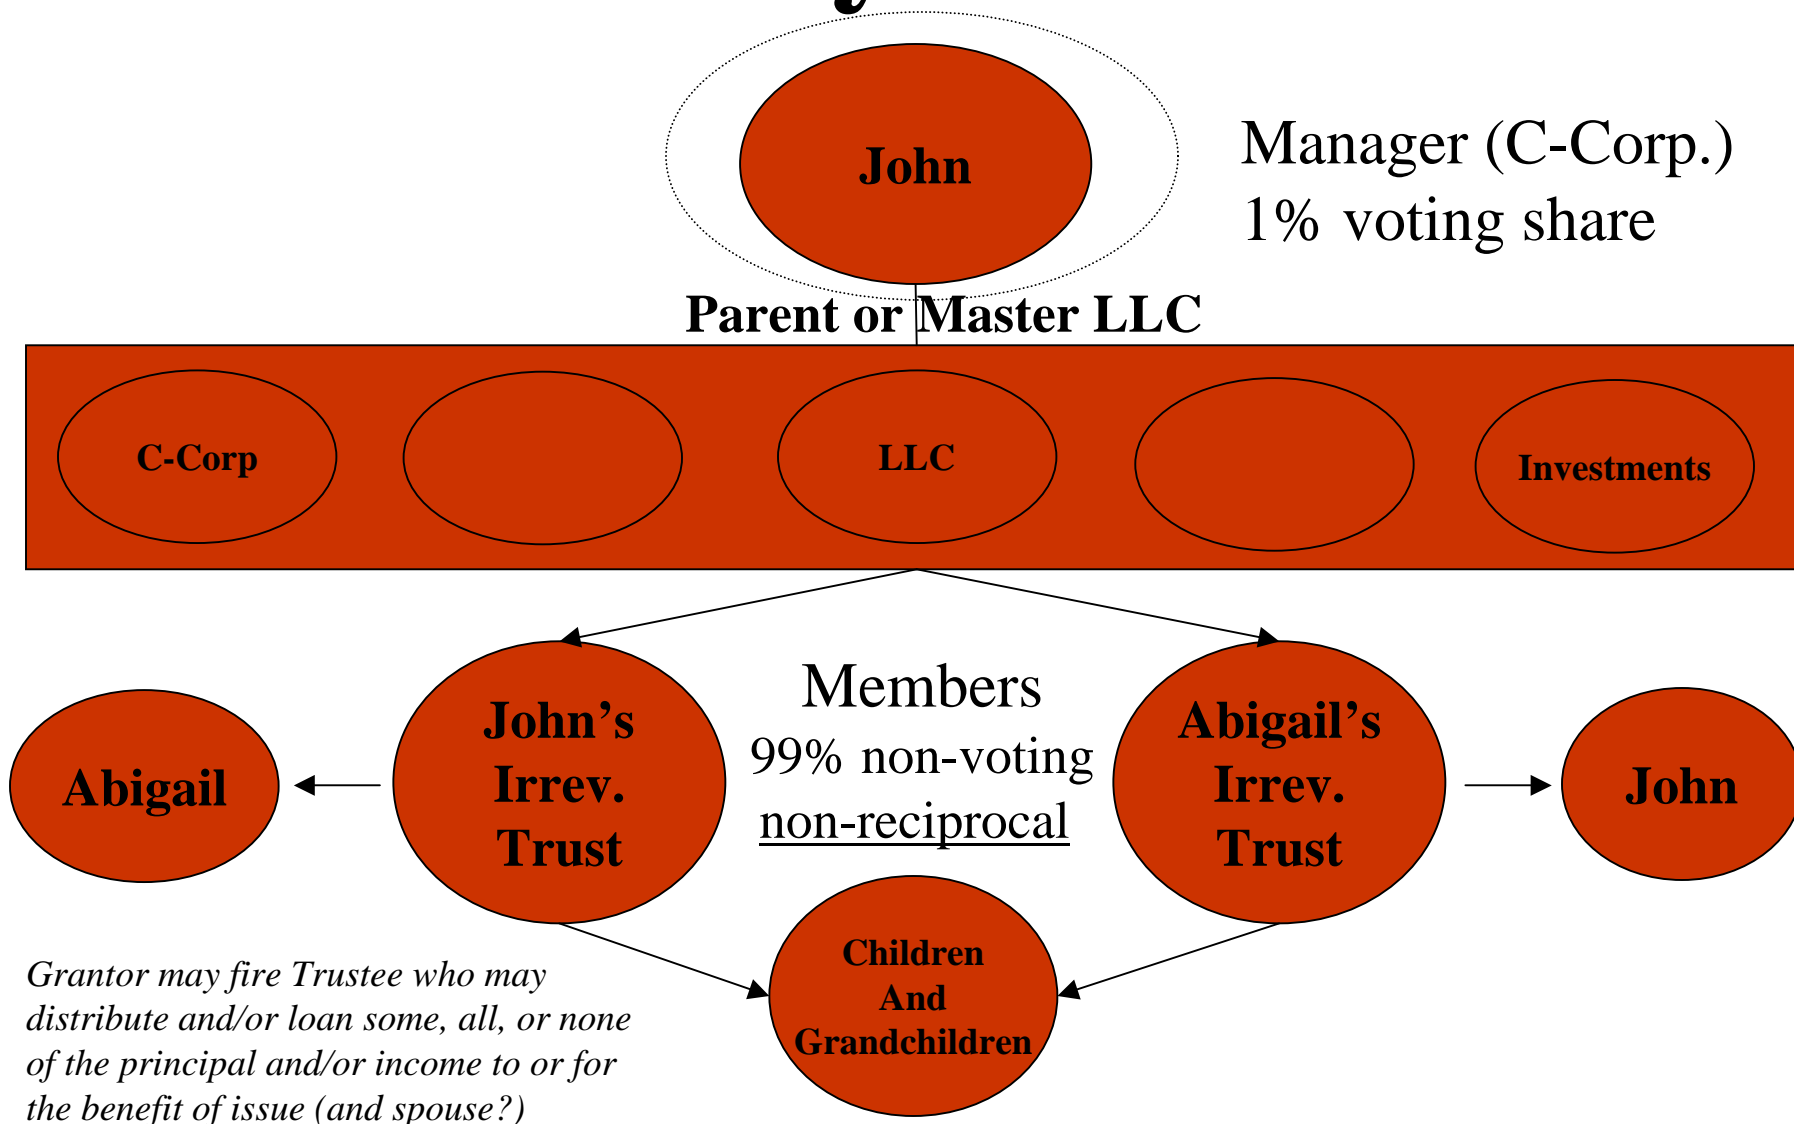 John
Manager (C-Corp.)
1% voting share
Parent or Master LLC
C-Corp
LLC
Investments
Members
99% non-voting
non-reciprocal
John’s
Irrev.
Trust
Abigail’s
Irrev.
Trust
Abigail
John
Children
And
Grandchildren
Grantor may fire Trustee who may
distribute and/or loan some, all, or none
of the principal and/or income to or for
the benefit of issue (and spouse?)